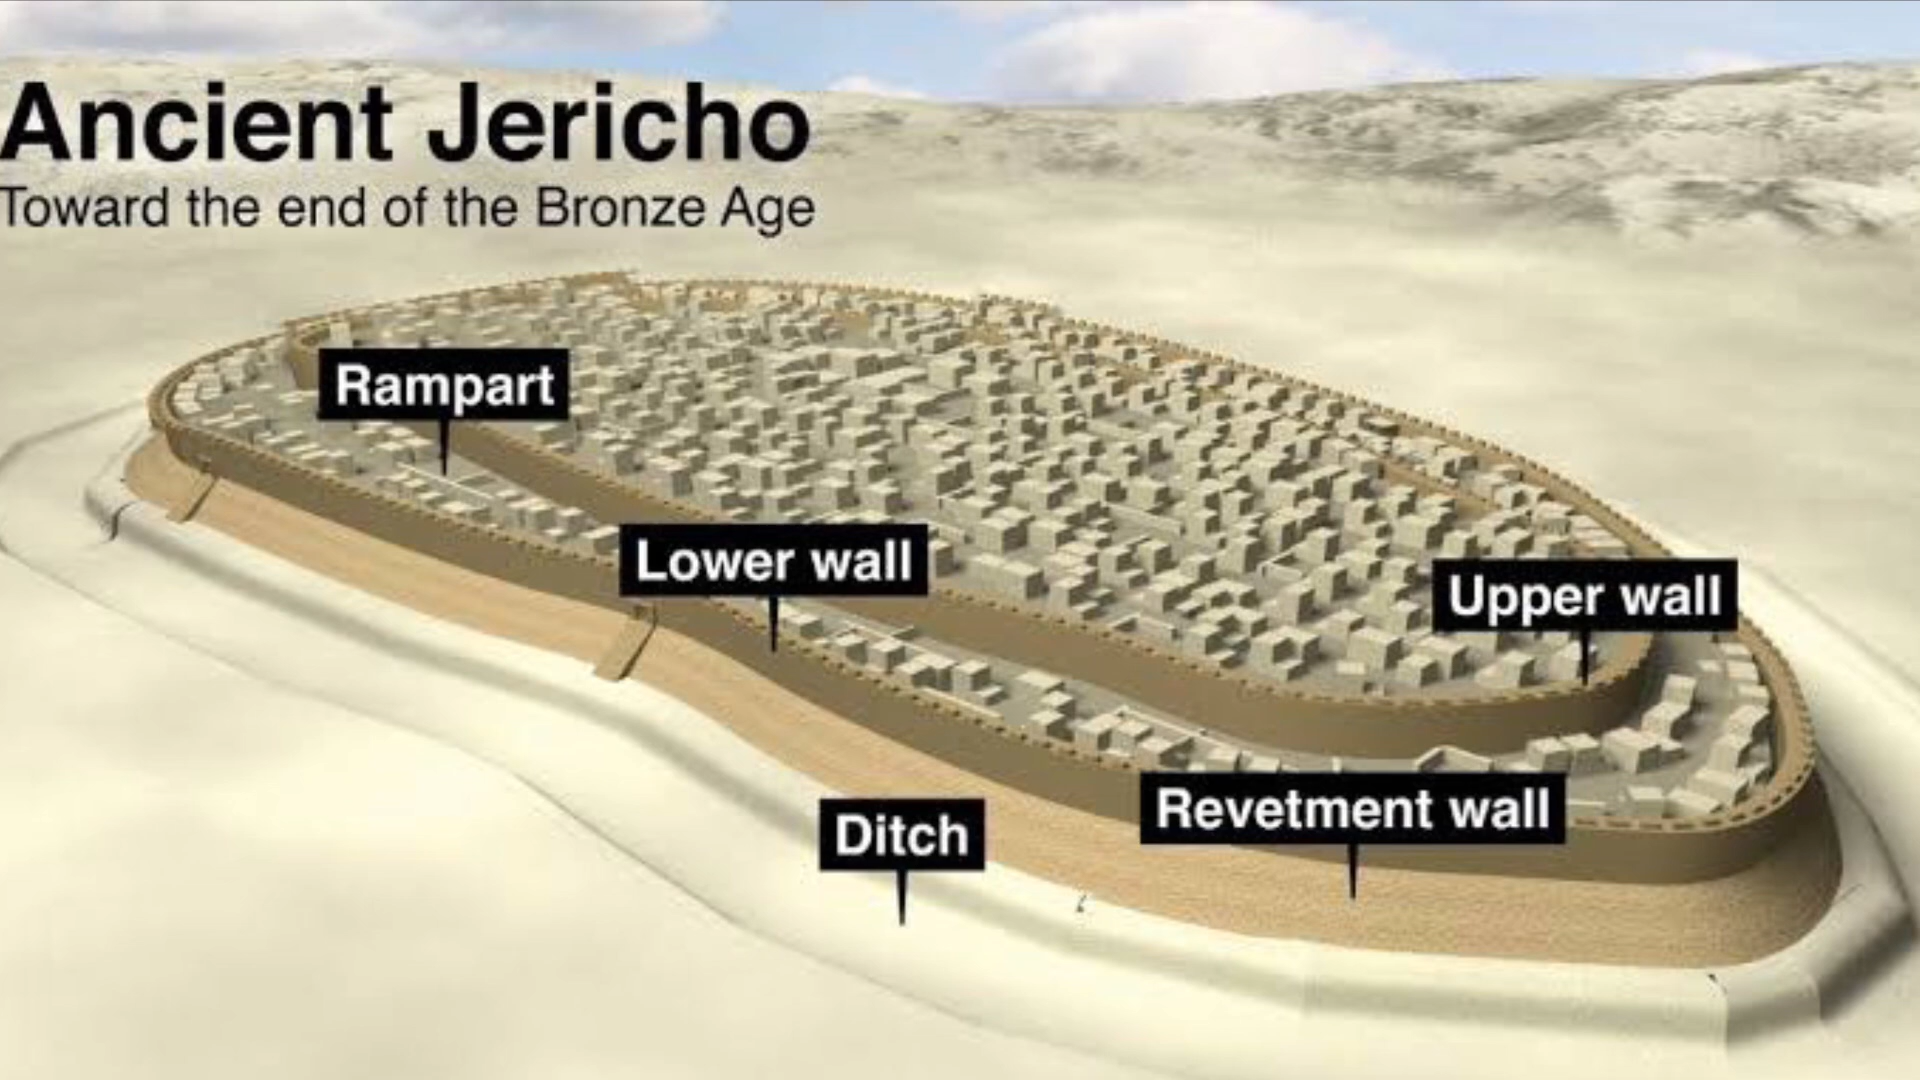 Ancient Jericho
Toward the end of the Bronze Age
Rampart
Lower wall
Upper wall
Revetment wall
Ditch